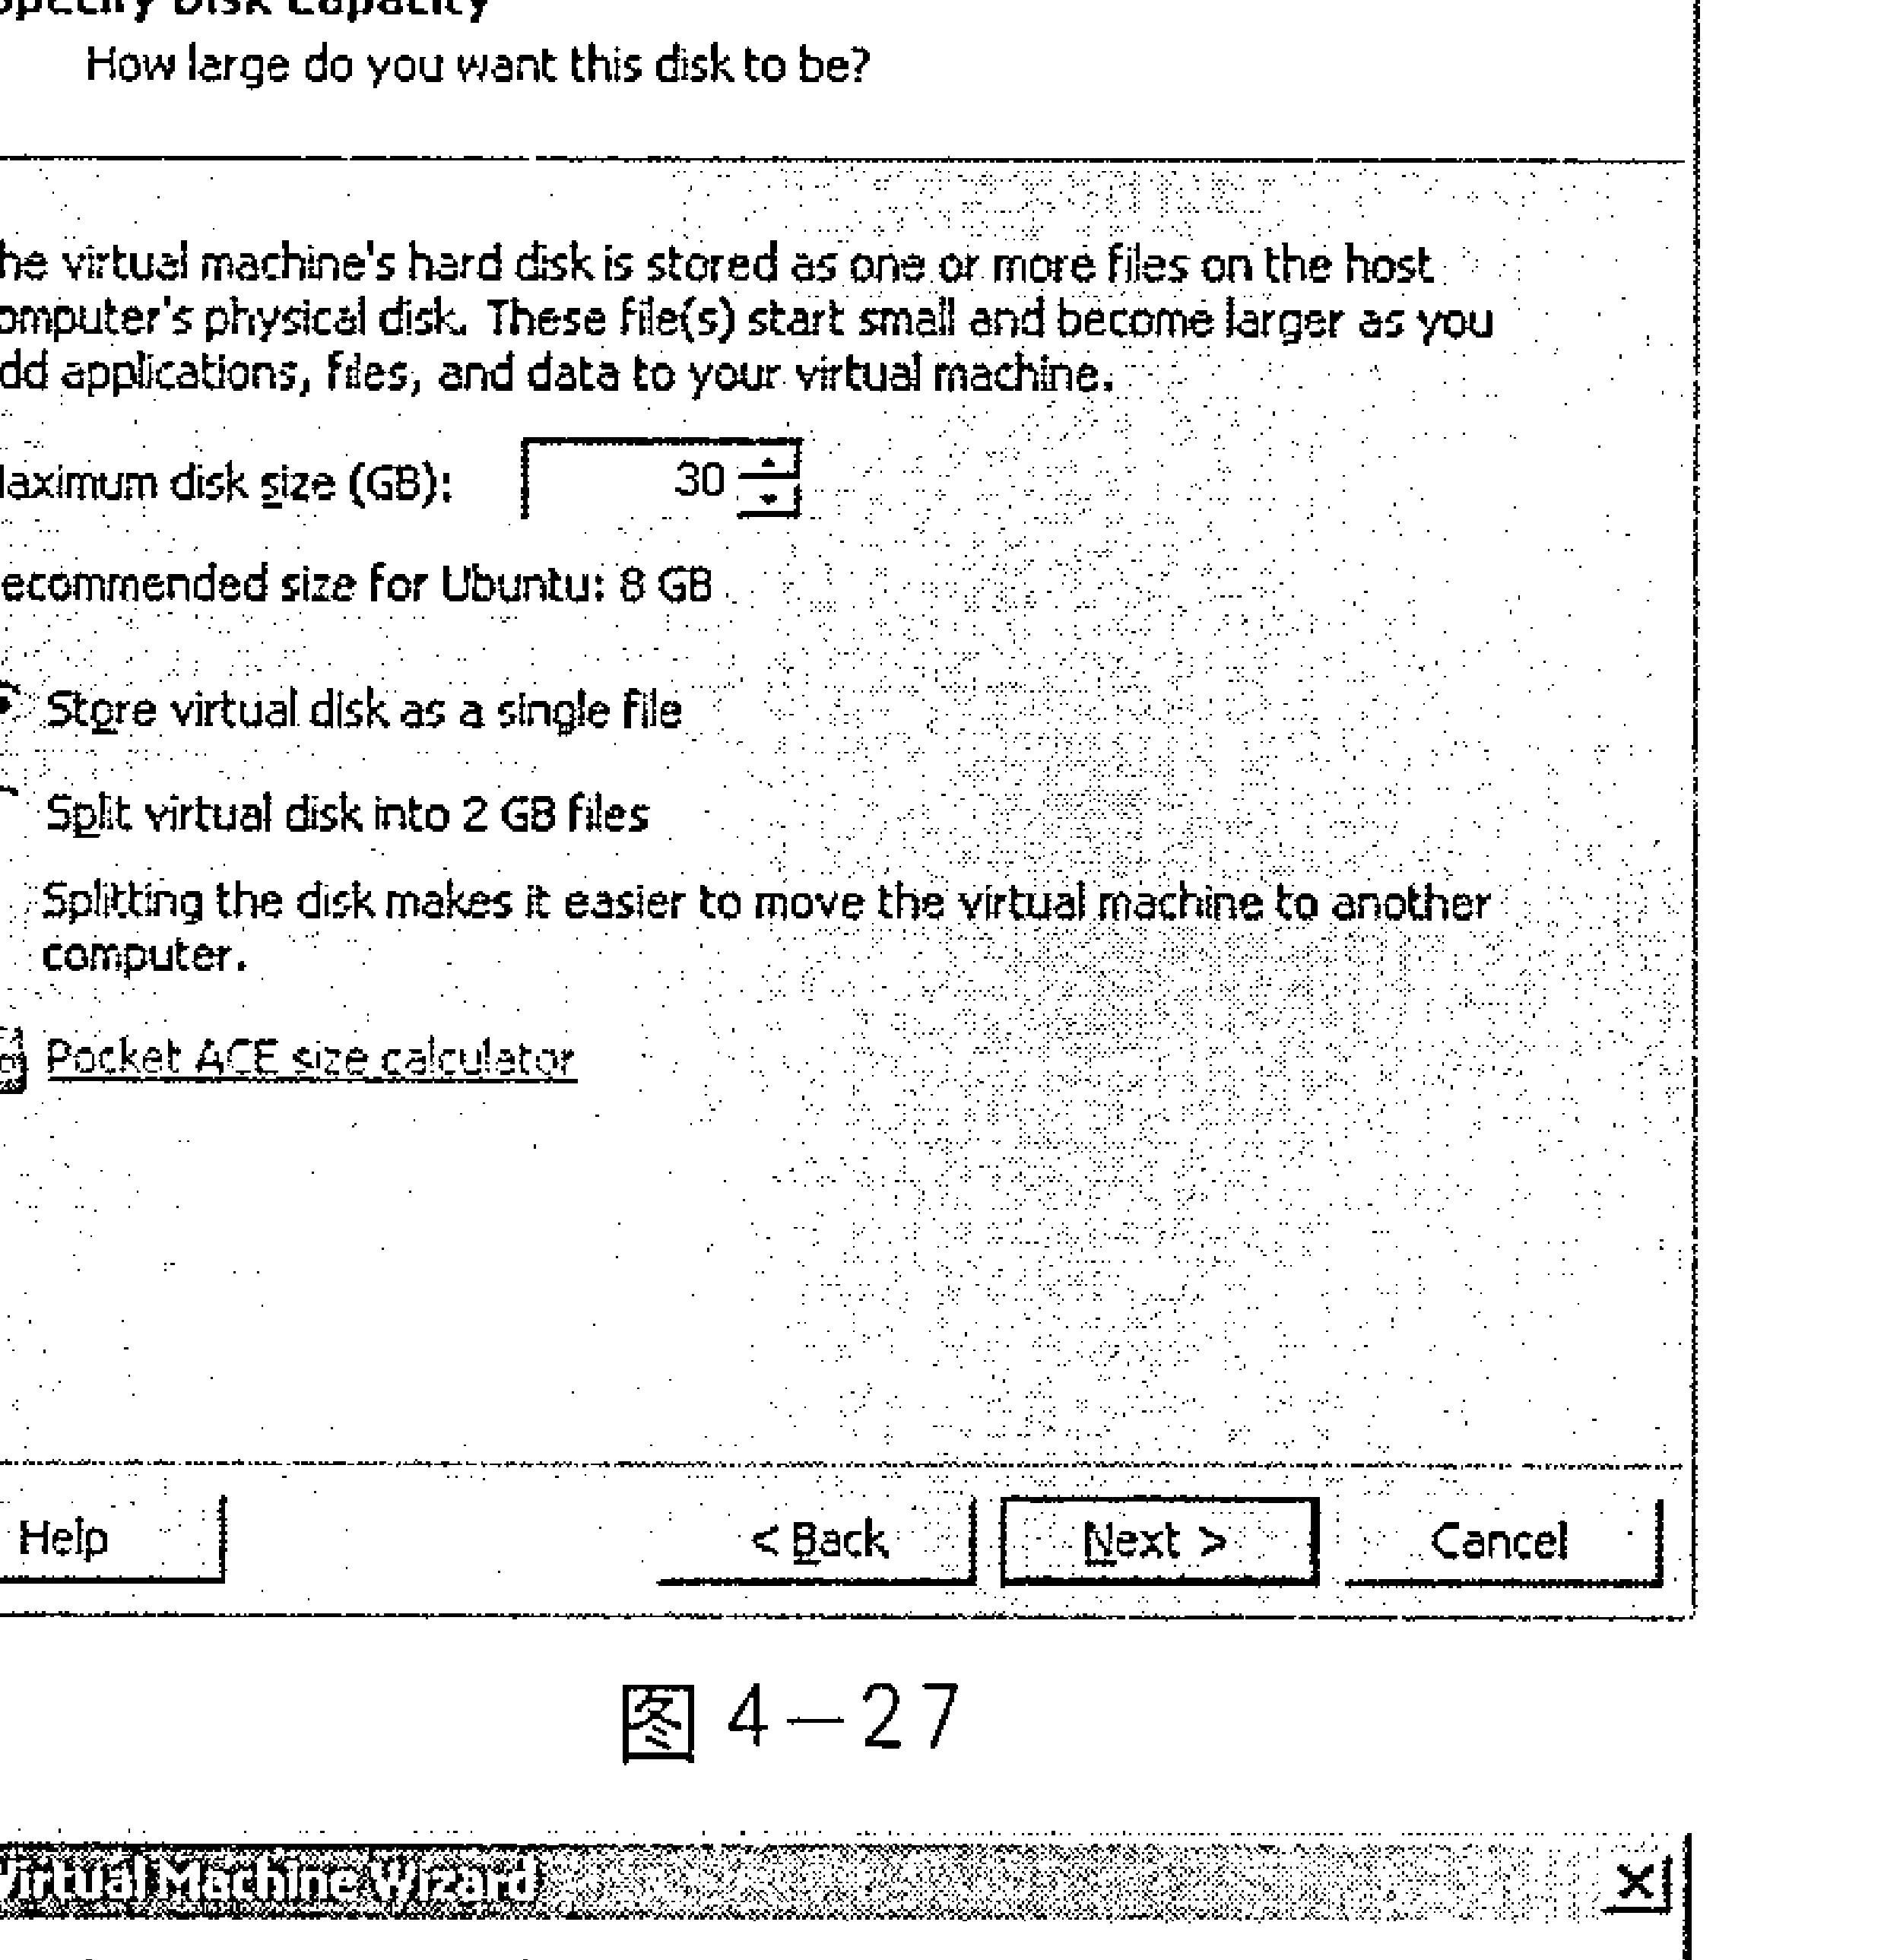 Specify Disk Capacity
How large do you want this disk to be?
he virtual machine's hard disk is stored as one or more files on the host
omputer's physical disk. These file(s) start small and become larger as you
dd applications, files, and data to your virtual machine.
aximum disk size (GB): 30
ecommended size for Ubuntu: 8 GB
Store virtual disk as a single file
Split virtual disk into 2 GB files
Splitting the disk makes it easier to move the virtual machine to another
computer.
Pocket ACE size calculator
Help < Back Next > Cancel
图 4－27
Virtual Machine Wizard